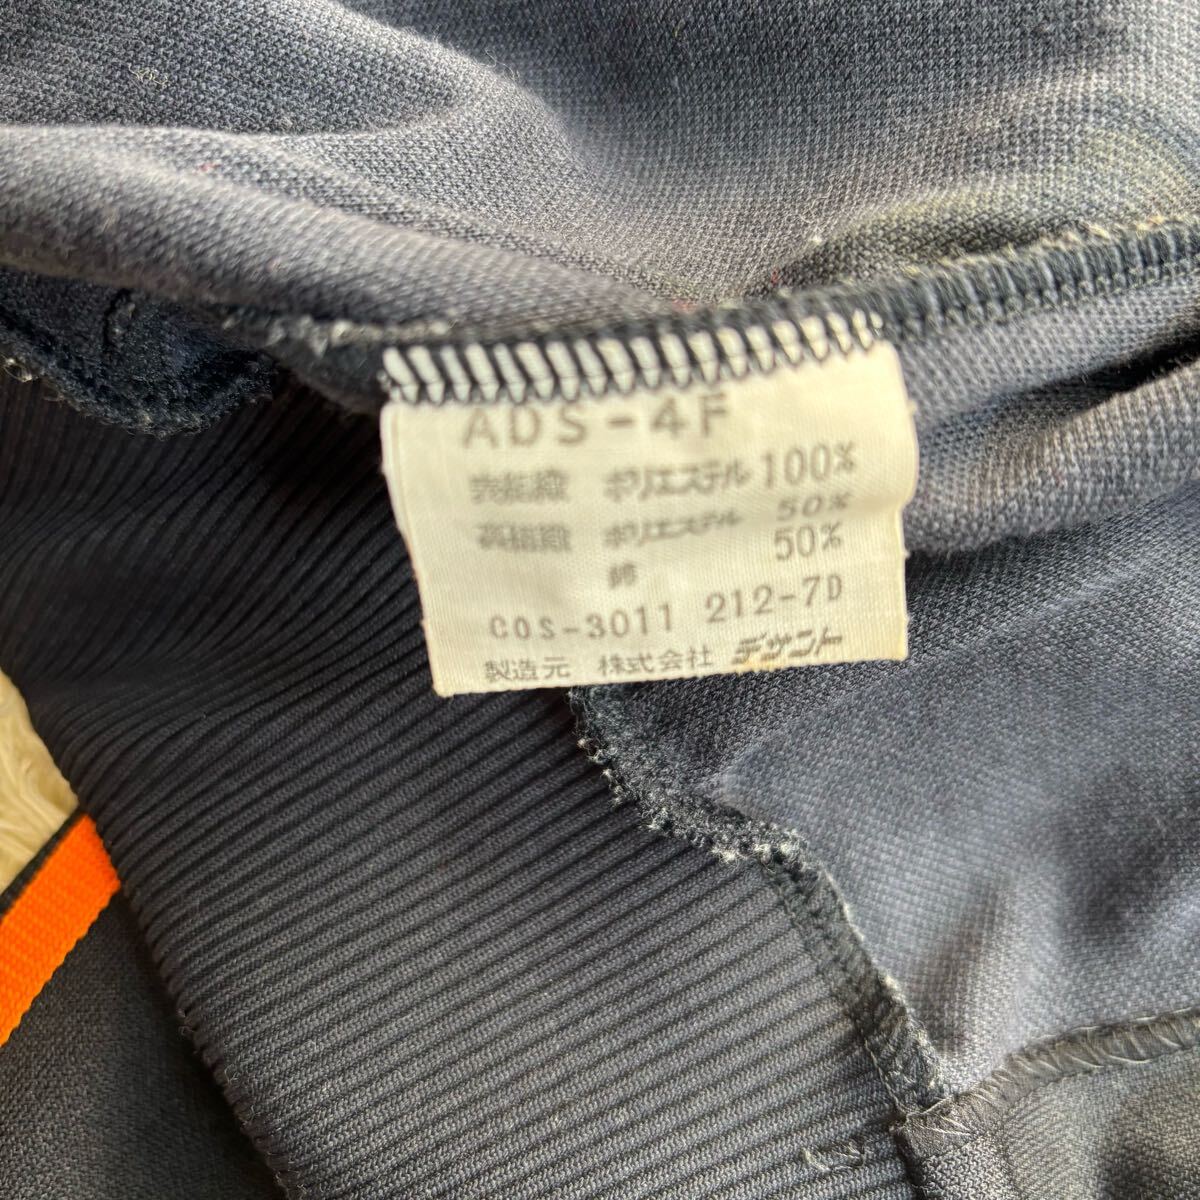 ADS-4F
表組織 ポリエステル 100%
裏組織 ポリエステル 50%
綿 50%
COS-3011 212-7D
製造元 株式会社 デサント